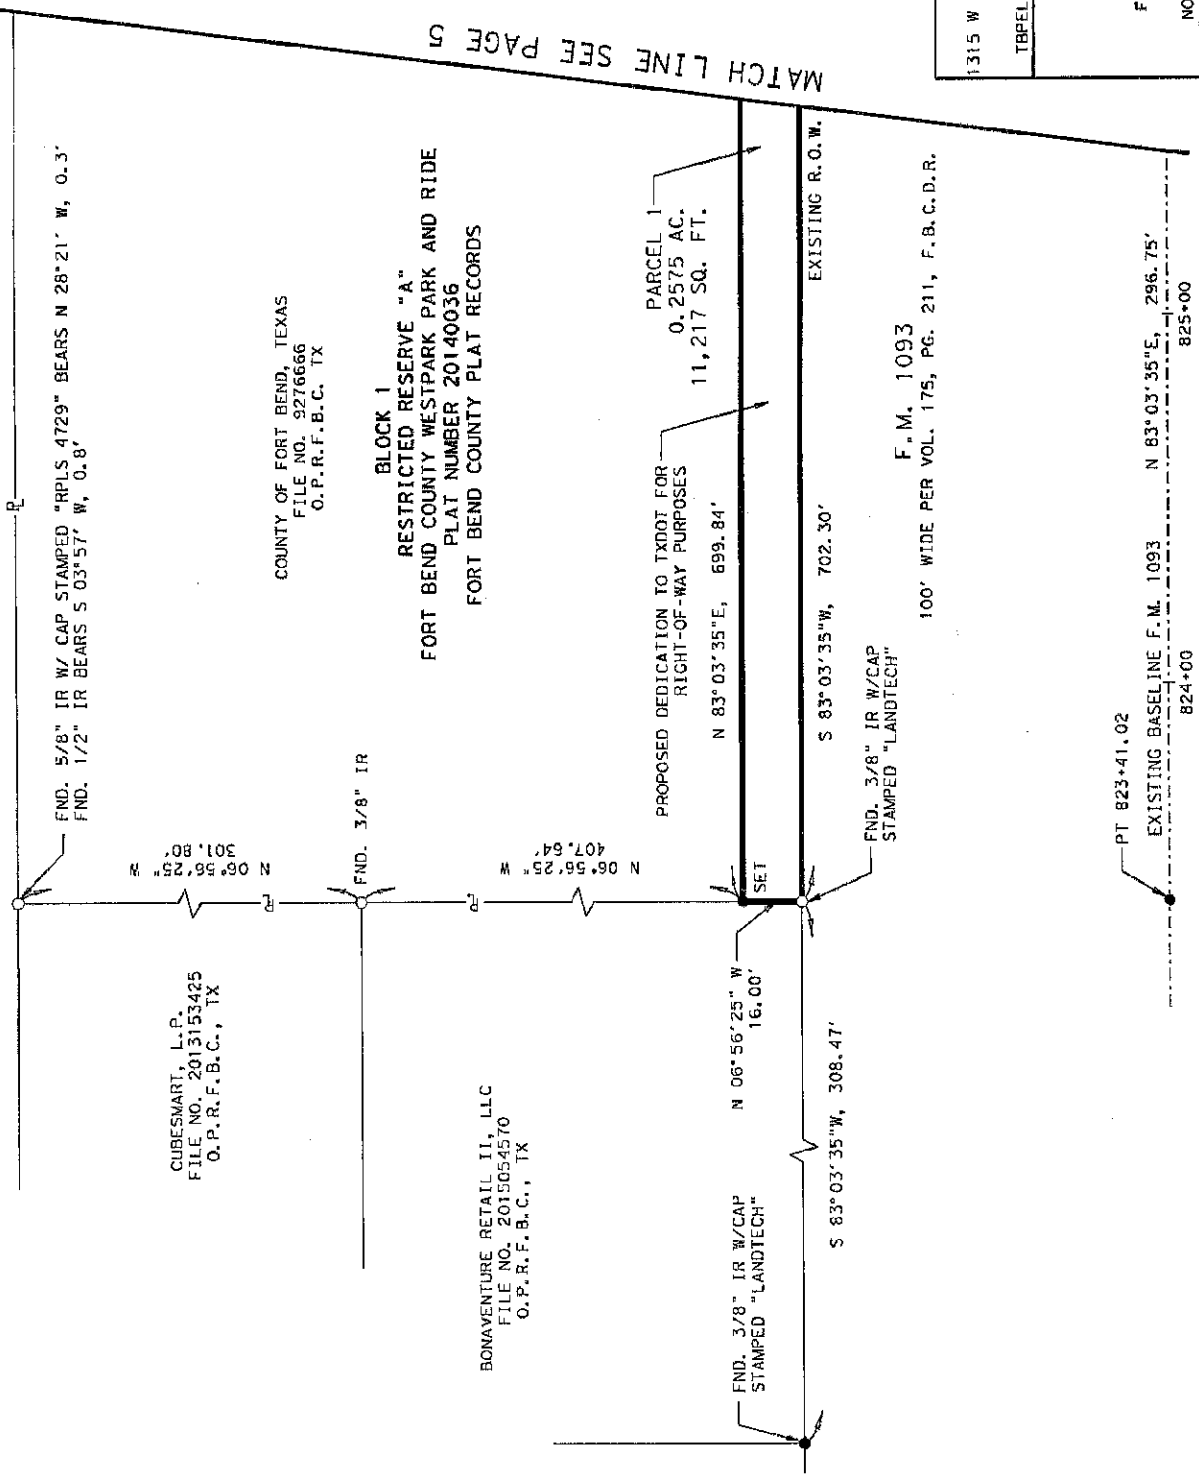 MATCH LINE SEE PAGE 5
1315 W
TBPEL
F
NO
FND. 5/8" IR W/ CAP STAMPED "RPLS 4729" BEARS N 28°21' W, 0.3'
FND. 1/2" IR BEARS S 03°57' W, 0.8'
COUNTY OF FORT BEND, TEXAS
FILE NO. 9276666
O.P.R.F.B.C. TX
BLOCK 1
RESTRICTED RESERVE "A"
FORT BEND COUNTY WESTPARK PARK AND RIDE
PLAT NUMBER 20140036
FORT BEND COUNTY PLAT RECORDS
PARCEL 1
0.2575 AC.
11,217 SQ. FT.
PROPOSED DEDICATION TO TXDOT FOR
RIGHT-OF-WAY PURPOSES
N 83°03'35"E, 699.84'
EXISTING R.O.W.
S 83°03'35"W, 702.30'
F.M. 1093
100' WIDE PER VOL. 175, PG. 211, F.B.C.D.R.
FND. 3/8" IR W/CAP
STAMPED "LANDTECH"
FND. 3/8" IR
N 06°56'25" W
301.80'
N 06°56'25" W
407.64'
SET
N 06°56'25" W
16.00'
CUBESMART, L.P.
FILE NO. 2013153425
O.P.R.F.B.C., TX
BONAVENTURE RETAIL II, LLC
FILE NO. 2015054570
O.P.R.F.B.C., TX
FND. 3/8" IR W/CAP
STAMPED "LANDTECH"
S 83°03'35"W, 308.47'
PT 823+41.02
EXISTING BASELINE F.M. 1093
N 83°03'35"E, 296.75'
824+00
825+00